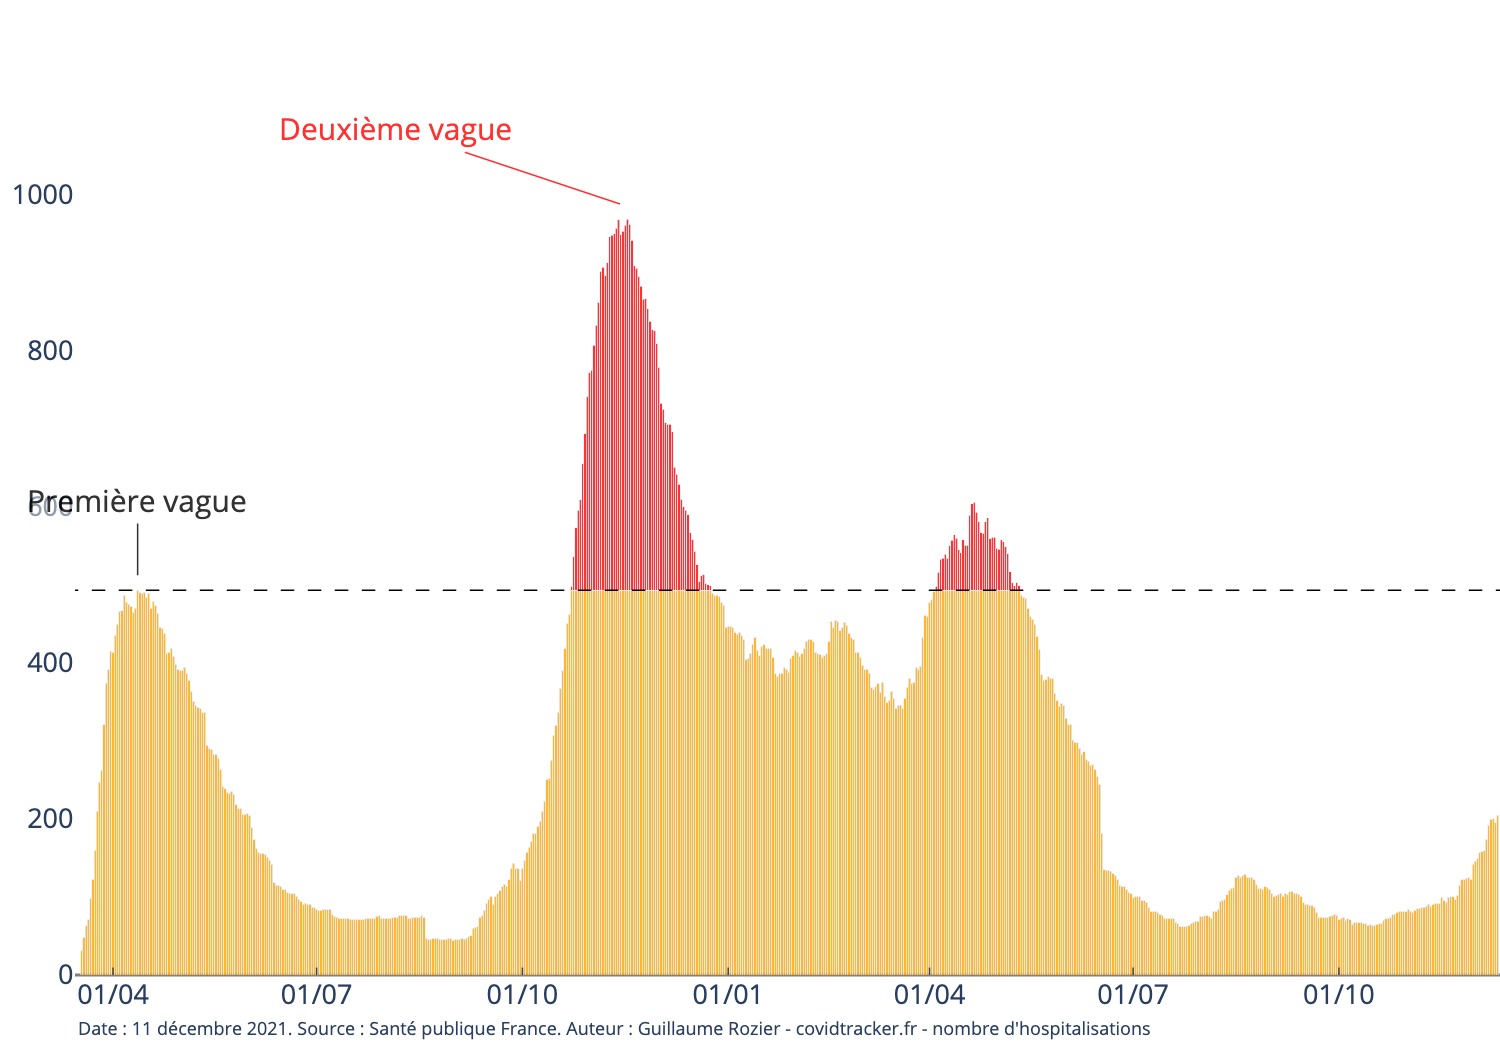 Deuxième vague
1000
800
Première vague
600
400
200
0
01/04 01/07 01/10 01/01 01/04 01/07 01/10
Date : 11 décembre 2021. Source : Santé publique France. Auteur : Guillaume Rozier - covidtracker.fr - nombre d'hospitalisations